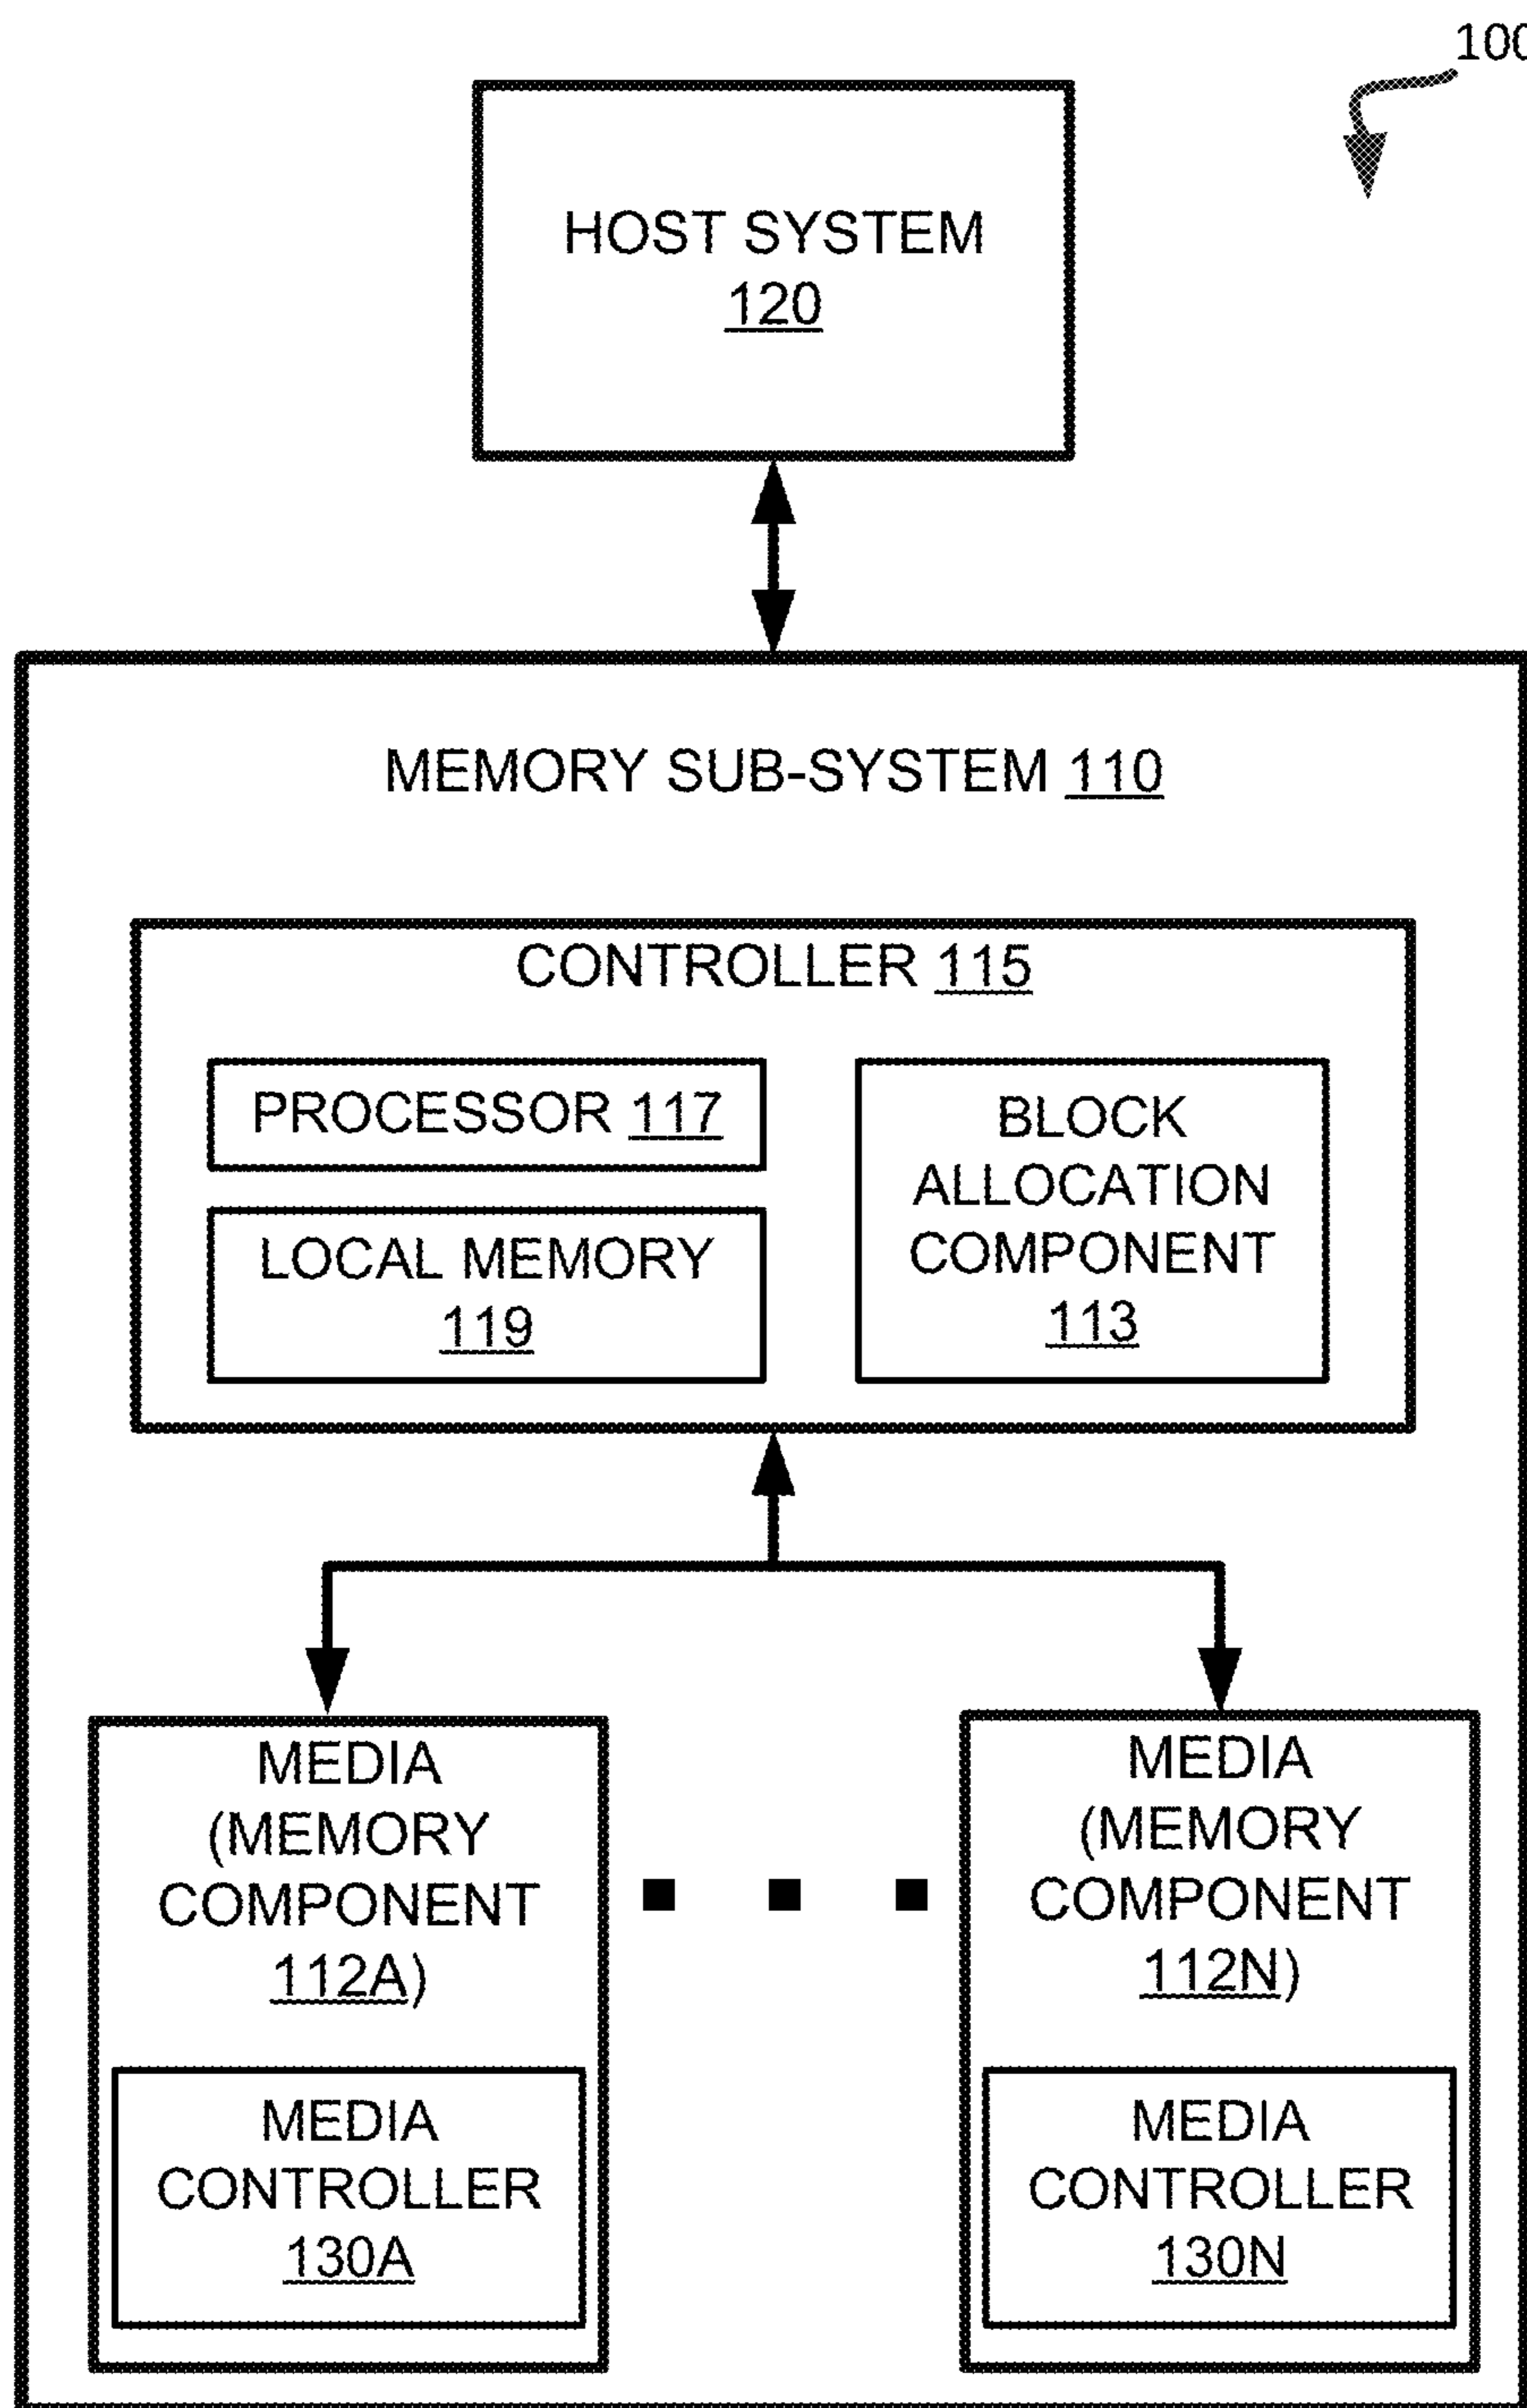 100
HOST SYSTEM
120
MEMORY SUB-SYSTEM 110
CONTROLLER 115
PROCESSOR 117
LOCAL MEMORY
119
BLOCK
ALLOCATION
COMPONENT
113
MEDIA
(MEMORY
COMPONENT
112A)
MEDIA
CONTROLLER
130A
MEDIA
(MEMORY
COMPONENT
112N)
MEDIA
CONTROLLER
130N